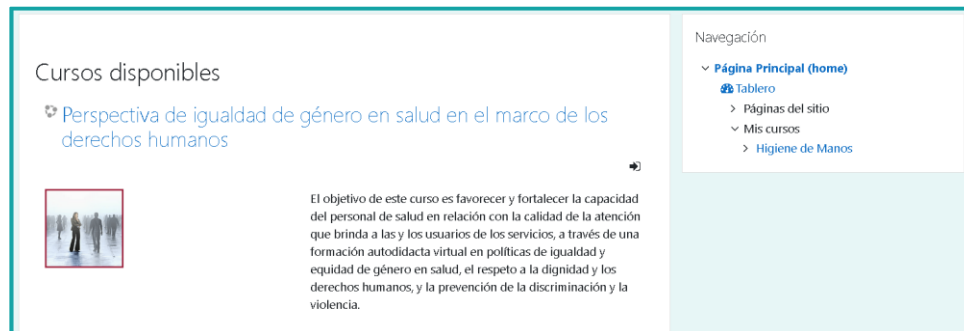 Cursos disponibles
Perspectiva de igualdad de género en salud en el marco de los
derechos humanos
El objetivo de este curso es favorecer y fortalecer la capacidad
del personal de salud en relación con la calidad de la atención
que brinda a las y los usuarios de los servicios, a través de una
formación autodidacta virtual en políticas de igualdad y
equidad de género en salud, el respeto a la dignidad y los
derechos humanos, y la prevención de la discriminación y la
violencia.
Navegación
Página Principal (home)
Tablero
Páginas del sitio
Mis cursos
Higiene de Manos